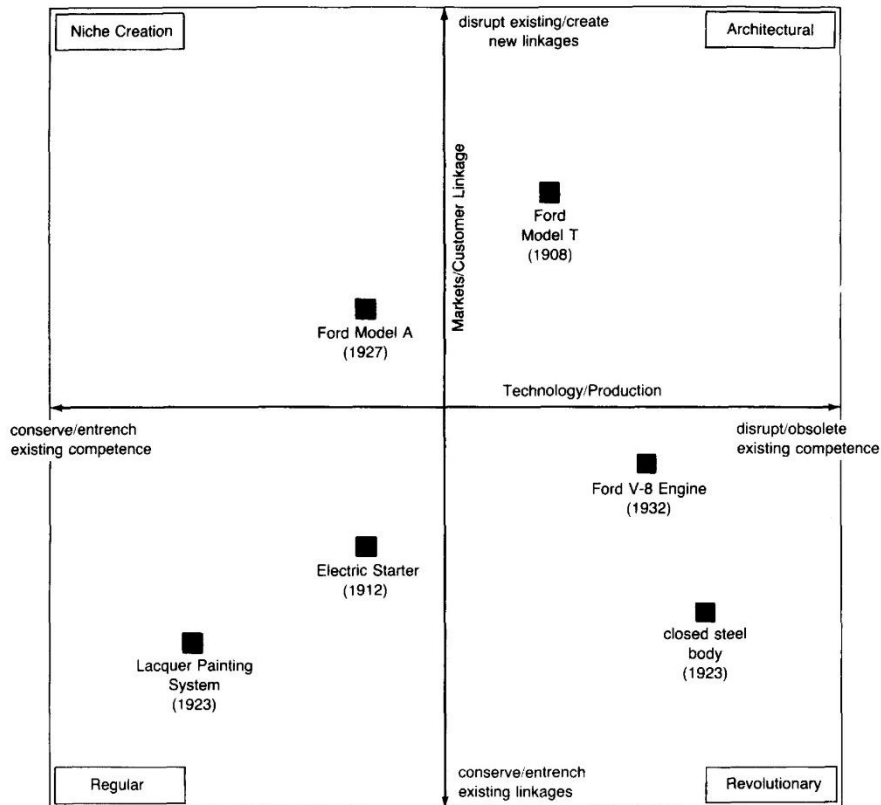 Niche Creation
disrupt existing/create
new linkages
Architectural
Markets/Customer Linkage
Ford
Model T
(1908)
Ford Model A
(1927)
Technology/Production
conserve/entrench
existing competence
disrupt/obsolete
existing competence
Ford V-8 Engine
(1932)
Electric Starter
(1912)
closed steel
body
(1923)
Lacquer Painting
System
(1923)
Regular
conserve/entrench
existing linkages
Revolutionary